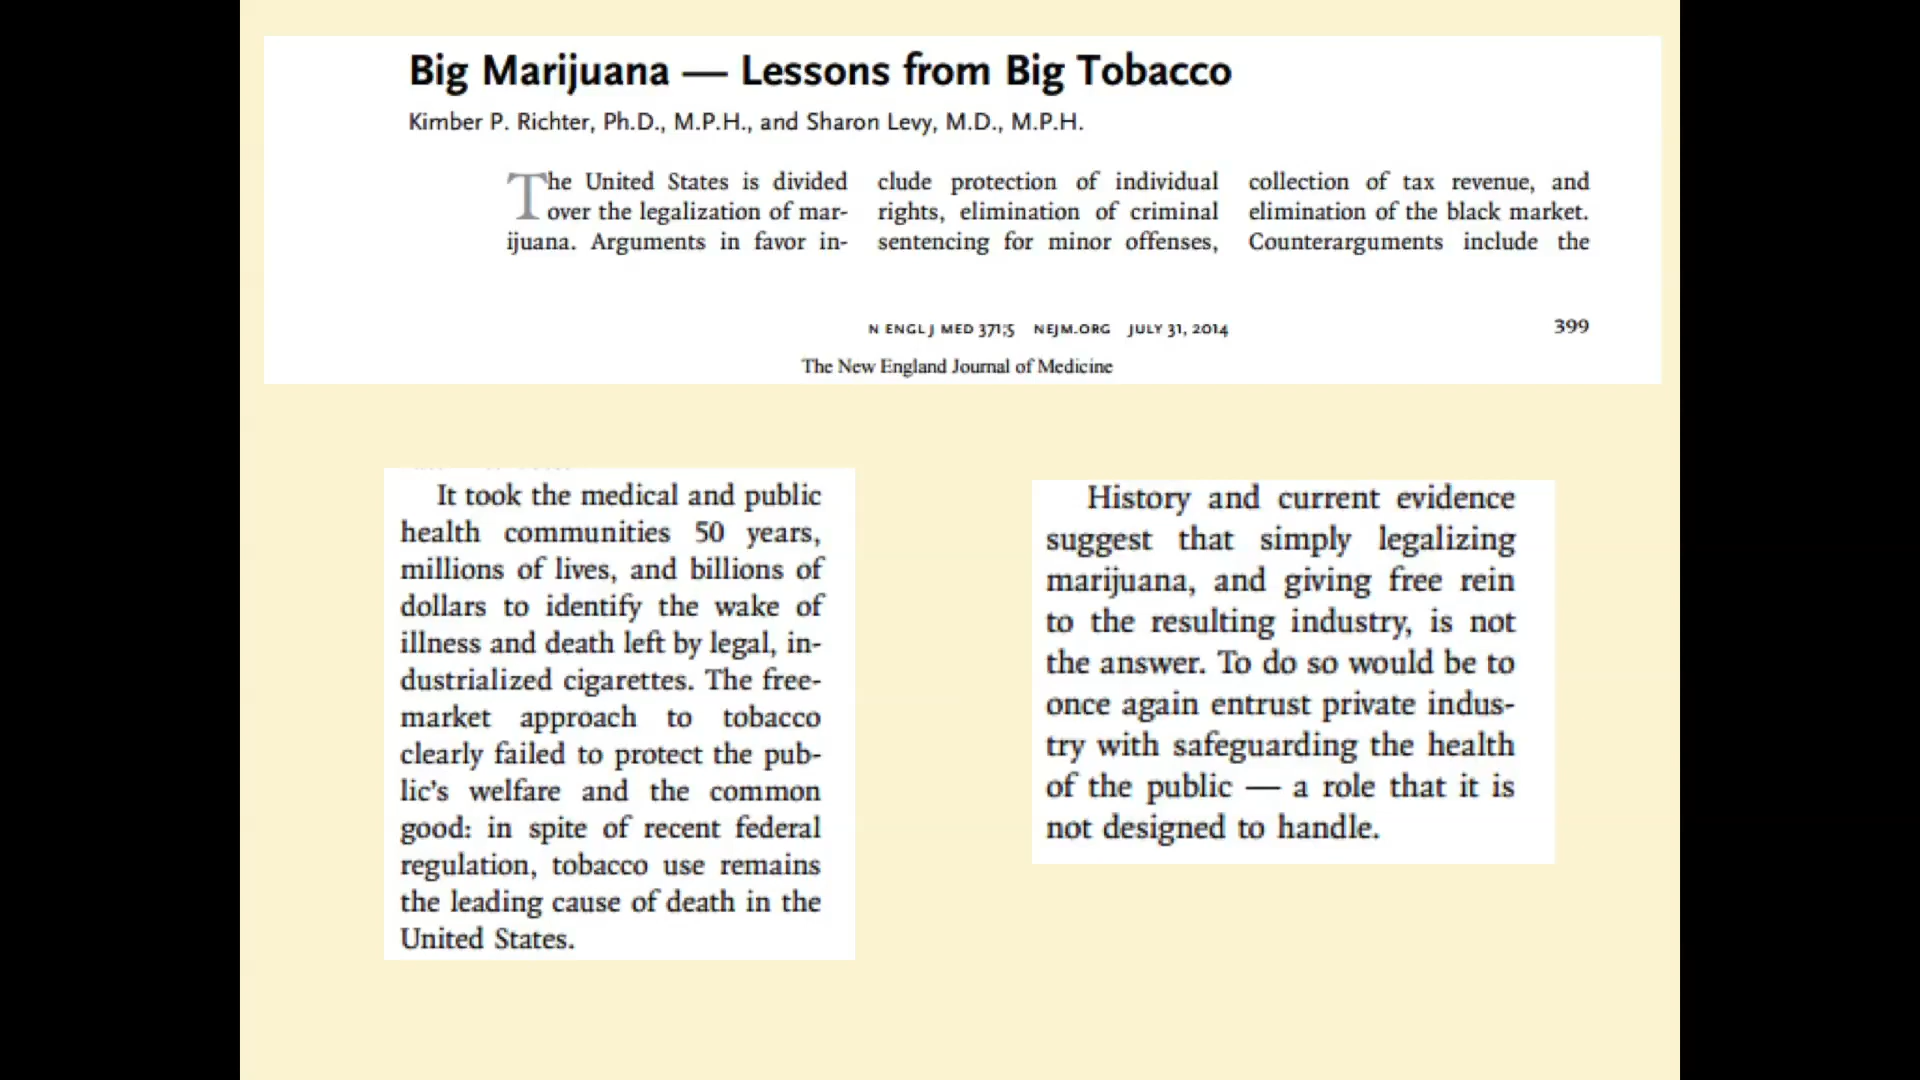 Big Marijuana — Lessons from Big Tobacco
Kimber P. Richter, Ph.D., M.P.H., and Sharon Levy, M.D., M.P.H.
The United States is divided
over the legalization of mar-
ijuana. Arguments in favor in-
clude protection of individual
rights, elimination of criminal
sentencing for minor offenses,
collection of tax revenue, and
elimination of the black market.
Counterarguments include the
N ENGL J MED 371;5 NEJM.ORG JULY 31, 2014
399
The New England Journal of Medicine
It took the medical and public
health communities 50 years,
millions of lives, and billions of
dollars to identify the wake of
illness and death left by legal, in-
dustrialized cigarettes. The free-
market approach to tobacco
clearly failed to protect the pub-
lic's welfare and the common
good: in spite of recent federal
regulation, tobacco use remains
the leading cause of death in the
United States.
History and current evidence
suggest that simply legalizing
marijuana, and giving free rein
to the resulting industry, is not
the answer. To do so would be to
once again entrust private indus-
try with safeguarding the health
of the public — a role that it is
not designed to handle.